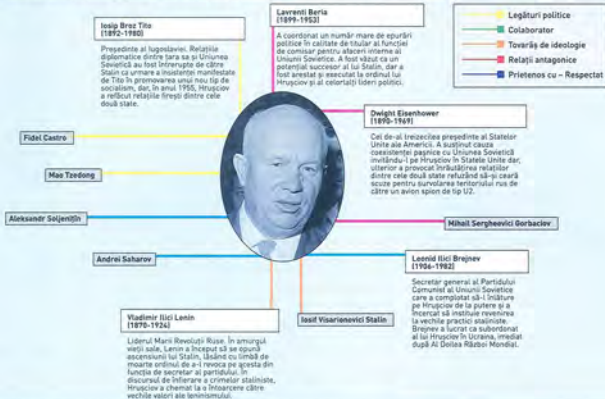 Iosip Broz Tito
(1892-1980)
Președinte al Iugoslaviei. Relațiile
diplomatice dintre țara sa și Uniunea
Sovietică au fost întrerupte de către
Stalin ca urmare a insistenței manifestate
de Tito în promovarea unui nou tip de
socialism, dar, în anul 1955, Hrușciov
a refăcut relațiile firești dintre cele
două state.
Lavrenti Beria
(1899-1953)
A coordonat un număr mare de epurări
politice în calitate de titular al funcției
de comisar pentru afaceri interne al
Uniunii Sovietice. A fost văzut ca un
potențial succesor al lui Stalin, dar a
fost arestat și executat la ordinul lui
Hrușciov și al celorlalți lideri politici.
Legături politice
Colaborator
Tovarăș de ideologie
Relații antagonice
Prietenos cu – Respectat
Dwight Eisenhower
(1890-1969)
Cel de-al treizecilea președinte al Statelor
Unite ale Americii. A susținut cauza
coexistenței pașnice cu Uniunea Sovietică
invitându-l pe Hrușciov în Statele Unite dar,
ulterior a provocat înrăutățirea relațiilor
dintre cele două state refuzând să-și ceară
scuze pentru survolarea teritoriului rus de
către un avion spion de tip U2.
Fidel Castro
Mao Tzedong
Aleksandr Soljenițîn
Mihail Sergheevici Gorbaciov
Andrei Saharov
Leonid Ilici Brejnev
(1906-1982)
Secretar general al Partidului
Comunist al Uniunii Sovietice
care a complotat să-l înlăture
pe Hrușciov de la putere și a
încercat să instituie revenirea
la vechile practici staliniste.
Brejnev a lucrat ca subordonat
al lui Hrușciov în Ucraina, imediat
după Al Doilea Război Mondial.
Vladimir Ilici Lenin
(1870-1924)
Liderul Marii Revoluții Ruse. În amurgul
vieții sale, Lenin a început să se opună
ascensiunii lui Stalin, lăsând cu limbă de
moarte ordinul de a-l revoca pe acesta din
funcția de secretar al partidului. În
discursul de înfierare a crimelor staliniste,
Hrușciov a chemat la o întoarcere către
vechile valori ale leninismului.
Iosif Visarionovici Stalin